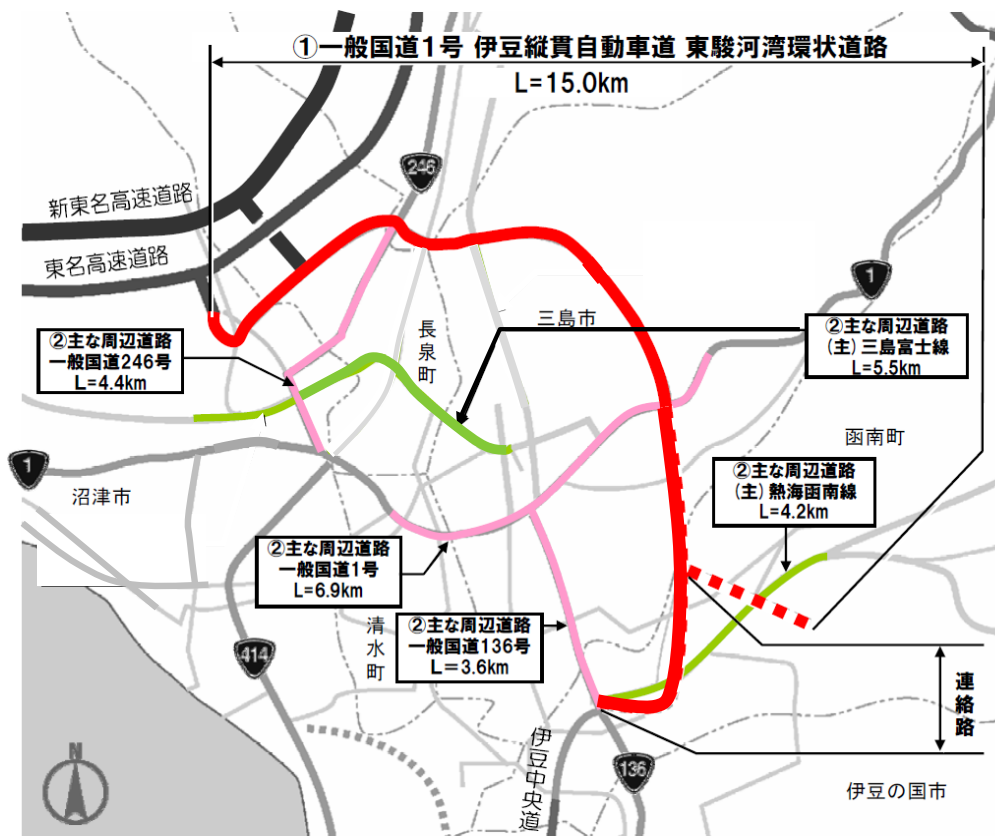 ①一般国道1号 伊豆縦貫自動車道 東駿河湾環状道路
L=15.0km
246
新東名高速道路
東名高速道路
1
②主な周辺道路
一般国道246号
L=4.4km
長泉町
三島市
②主な周辺道路
(主)三島富士線
L=5.5km
函南町
1
沼津市
②主な周辺道路
(主)熱海函南線
L=4.2km
②主な周辺道路
一般国道1号
L=6.9km
清水町
②主な周辺道路
一般国道136号
L=3.6km
414
連絡路
伊豆中央道
136
伊豆の国市
N